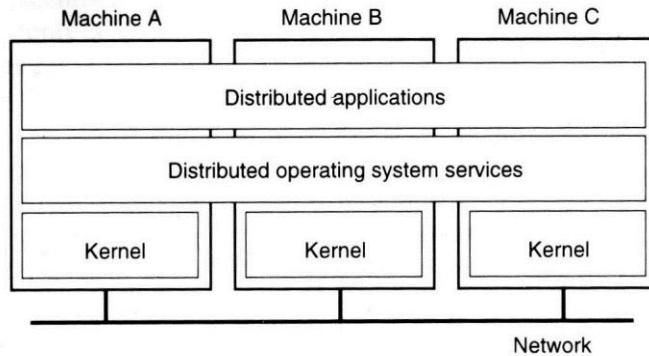 Machine A Machine B Machine C
Distributed applications
Distributed operating system services
Kernel Kernel Kernel
Network